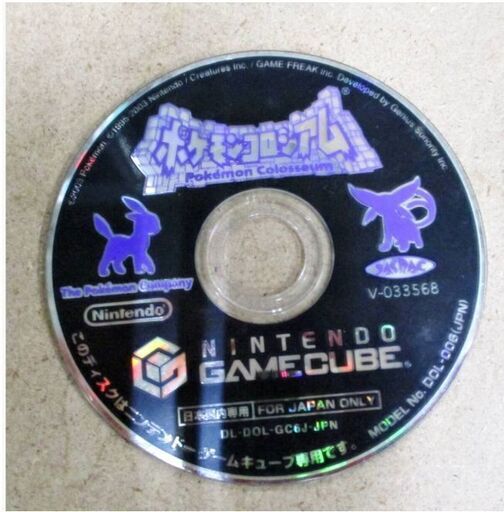 ©2003 Pokémon. ©1995-2003 Nintendo / Creatures Inc. / GAME FREAK inc. Developed by Genius Sonority Inc.
ポケモンコロシアム®
Pokémon Colosseum
The Pokémon Company
Nintendo
V-033568
NINTENDO
GAMECUBE
日本国内専用 FOR JAPAN ONLY
DL-DOL-GC6J-JPN
MODEL No. DOL-006(JPN)
このディスクはニンテンドーゲームキューブ専用です。